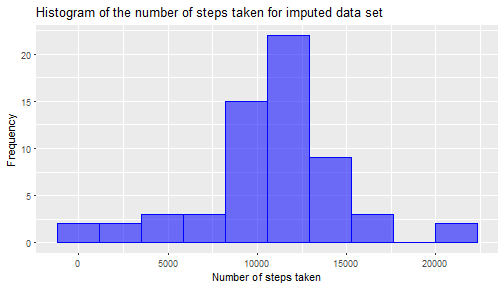 Histogram of the number of steps taken for imputed data set
Frequency
20
15
10
5
0
0 5000 10000 15000 20000
Number of steps taken